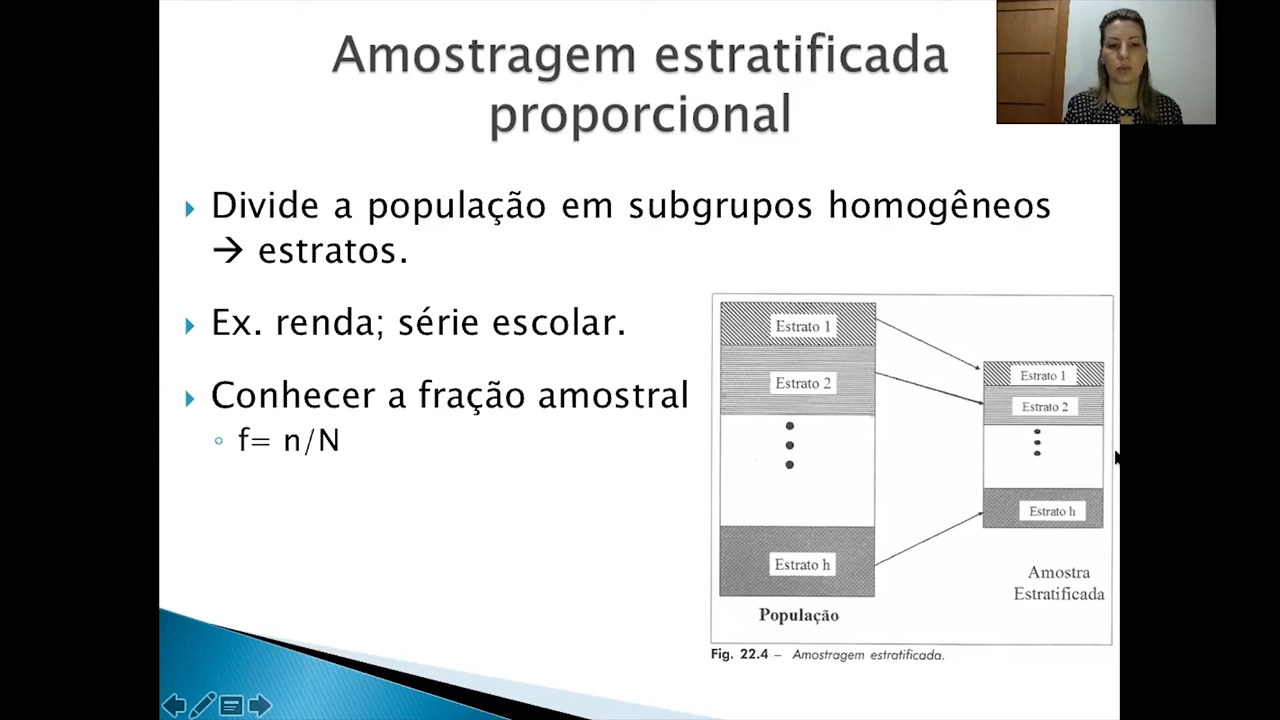 Amostragem estratificada
proporcional
Divide a população em subgrupos homogêneos
→ estratos.
Ex. renda; série escolar.
Conhecer a fração amostral
f= n/N
Estrato 1
Estrato 2
Estrato h
População
Estrato 1
Estrato 2
Estrato h
Amostra
Estratificada
Fig. 22.4 – Amostragem estratificada.